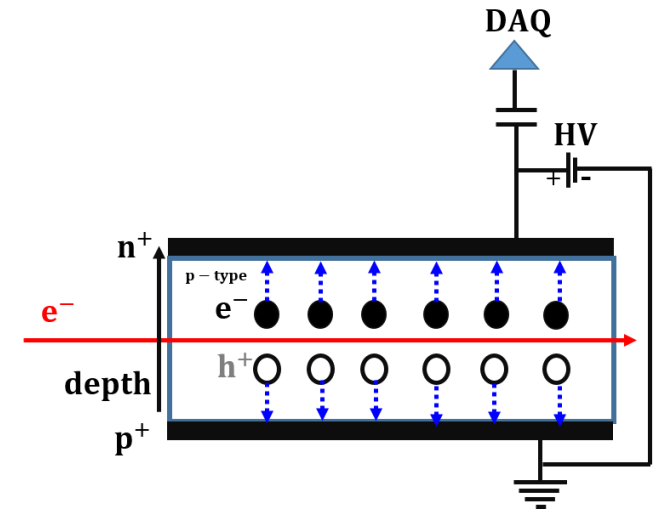 DAQ
HV
+ -
n⁺
p − type
e⁻
e⁻
h⁺
depth
p⁺